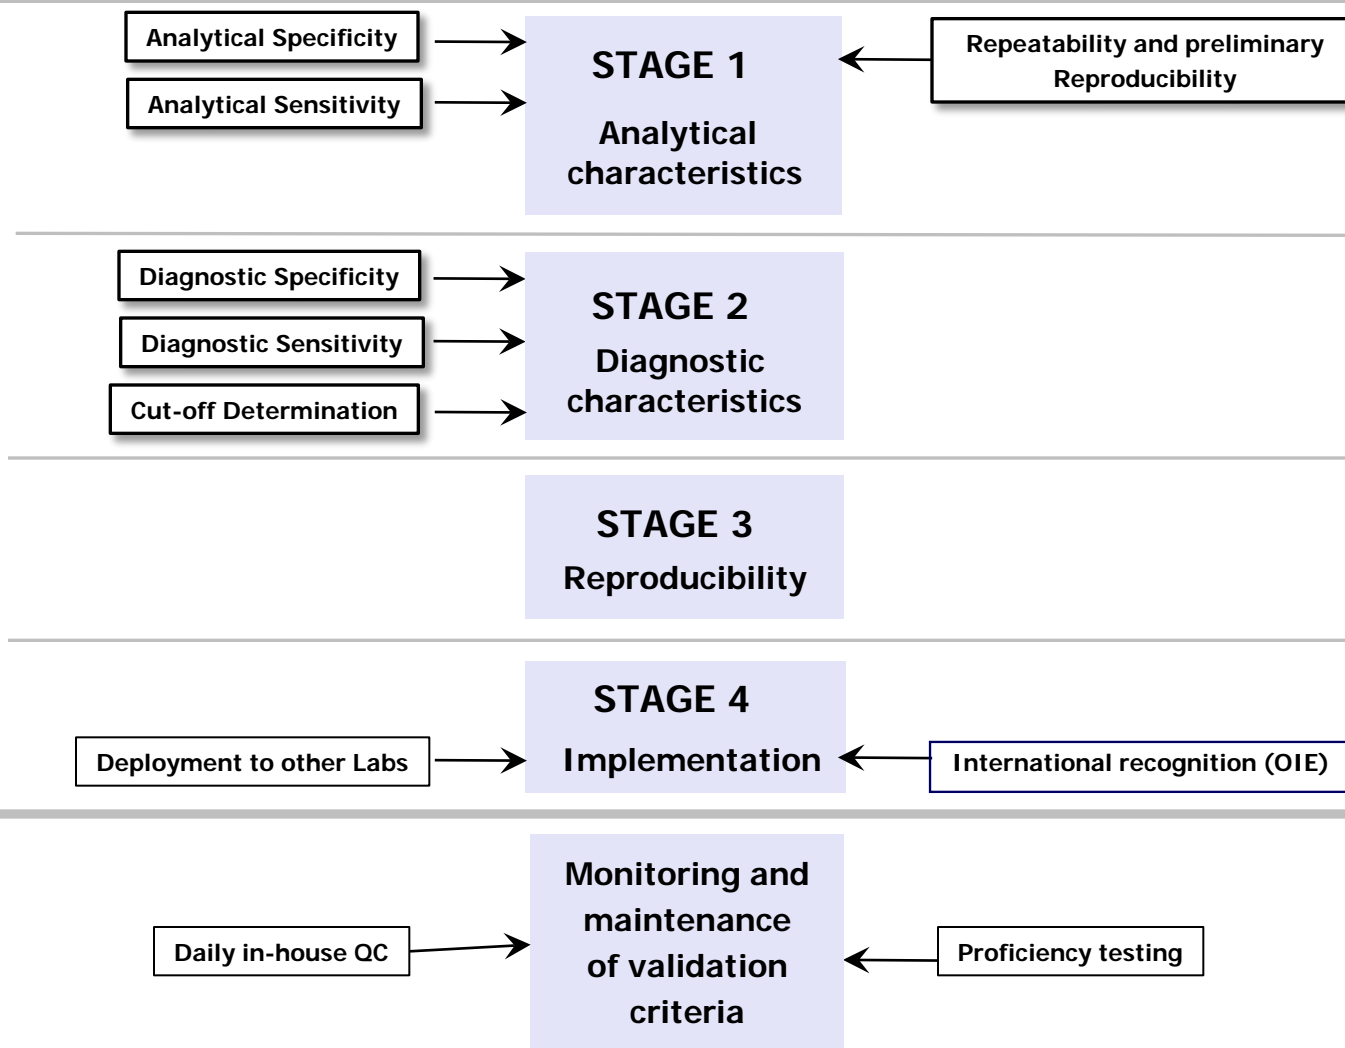 Analytical Specificity
Analytical Sensitivity
STAGE 1
Analytical
characteristics
Repeatability and preliminary
Reproducibility
Diagnostic Specificity
Diagnostic Sensitivity
Cut-off Determination
STAGE 2
Diagnostic
characteristics
STAGE 3
Reproducibility
STAGE 4
Implementation
Deployment to other Labs
International recognition (OIE)
Monitoring and
maintenance
of validation
criteria
Daily in-house QC
Proficiency testing